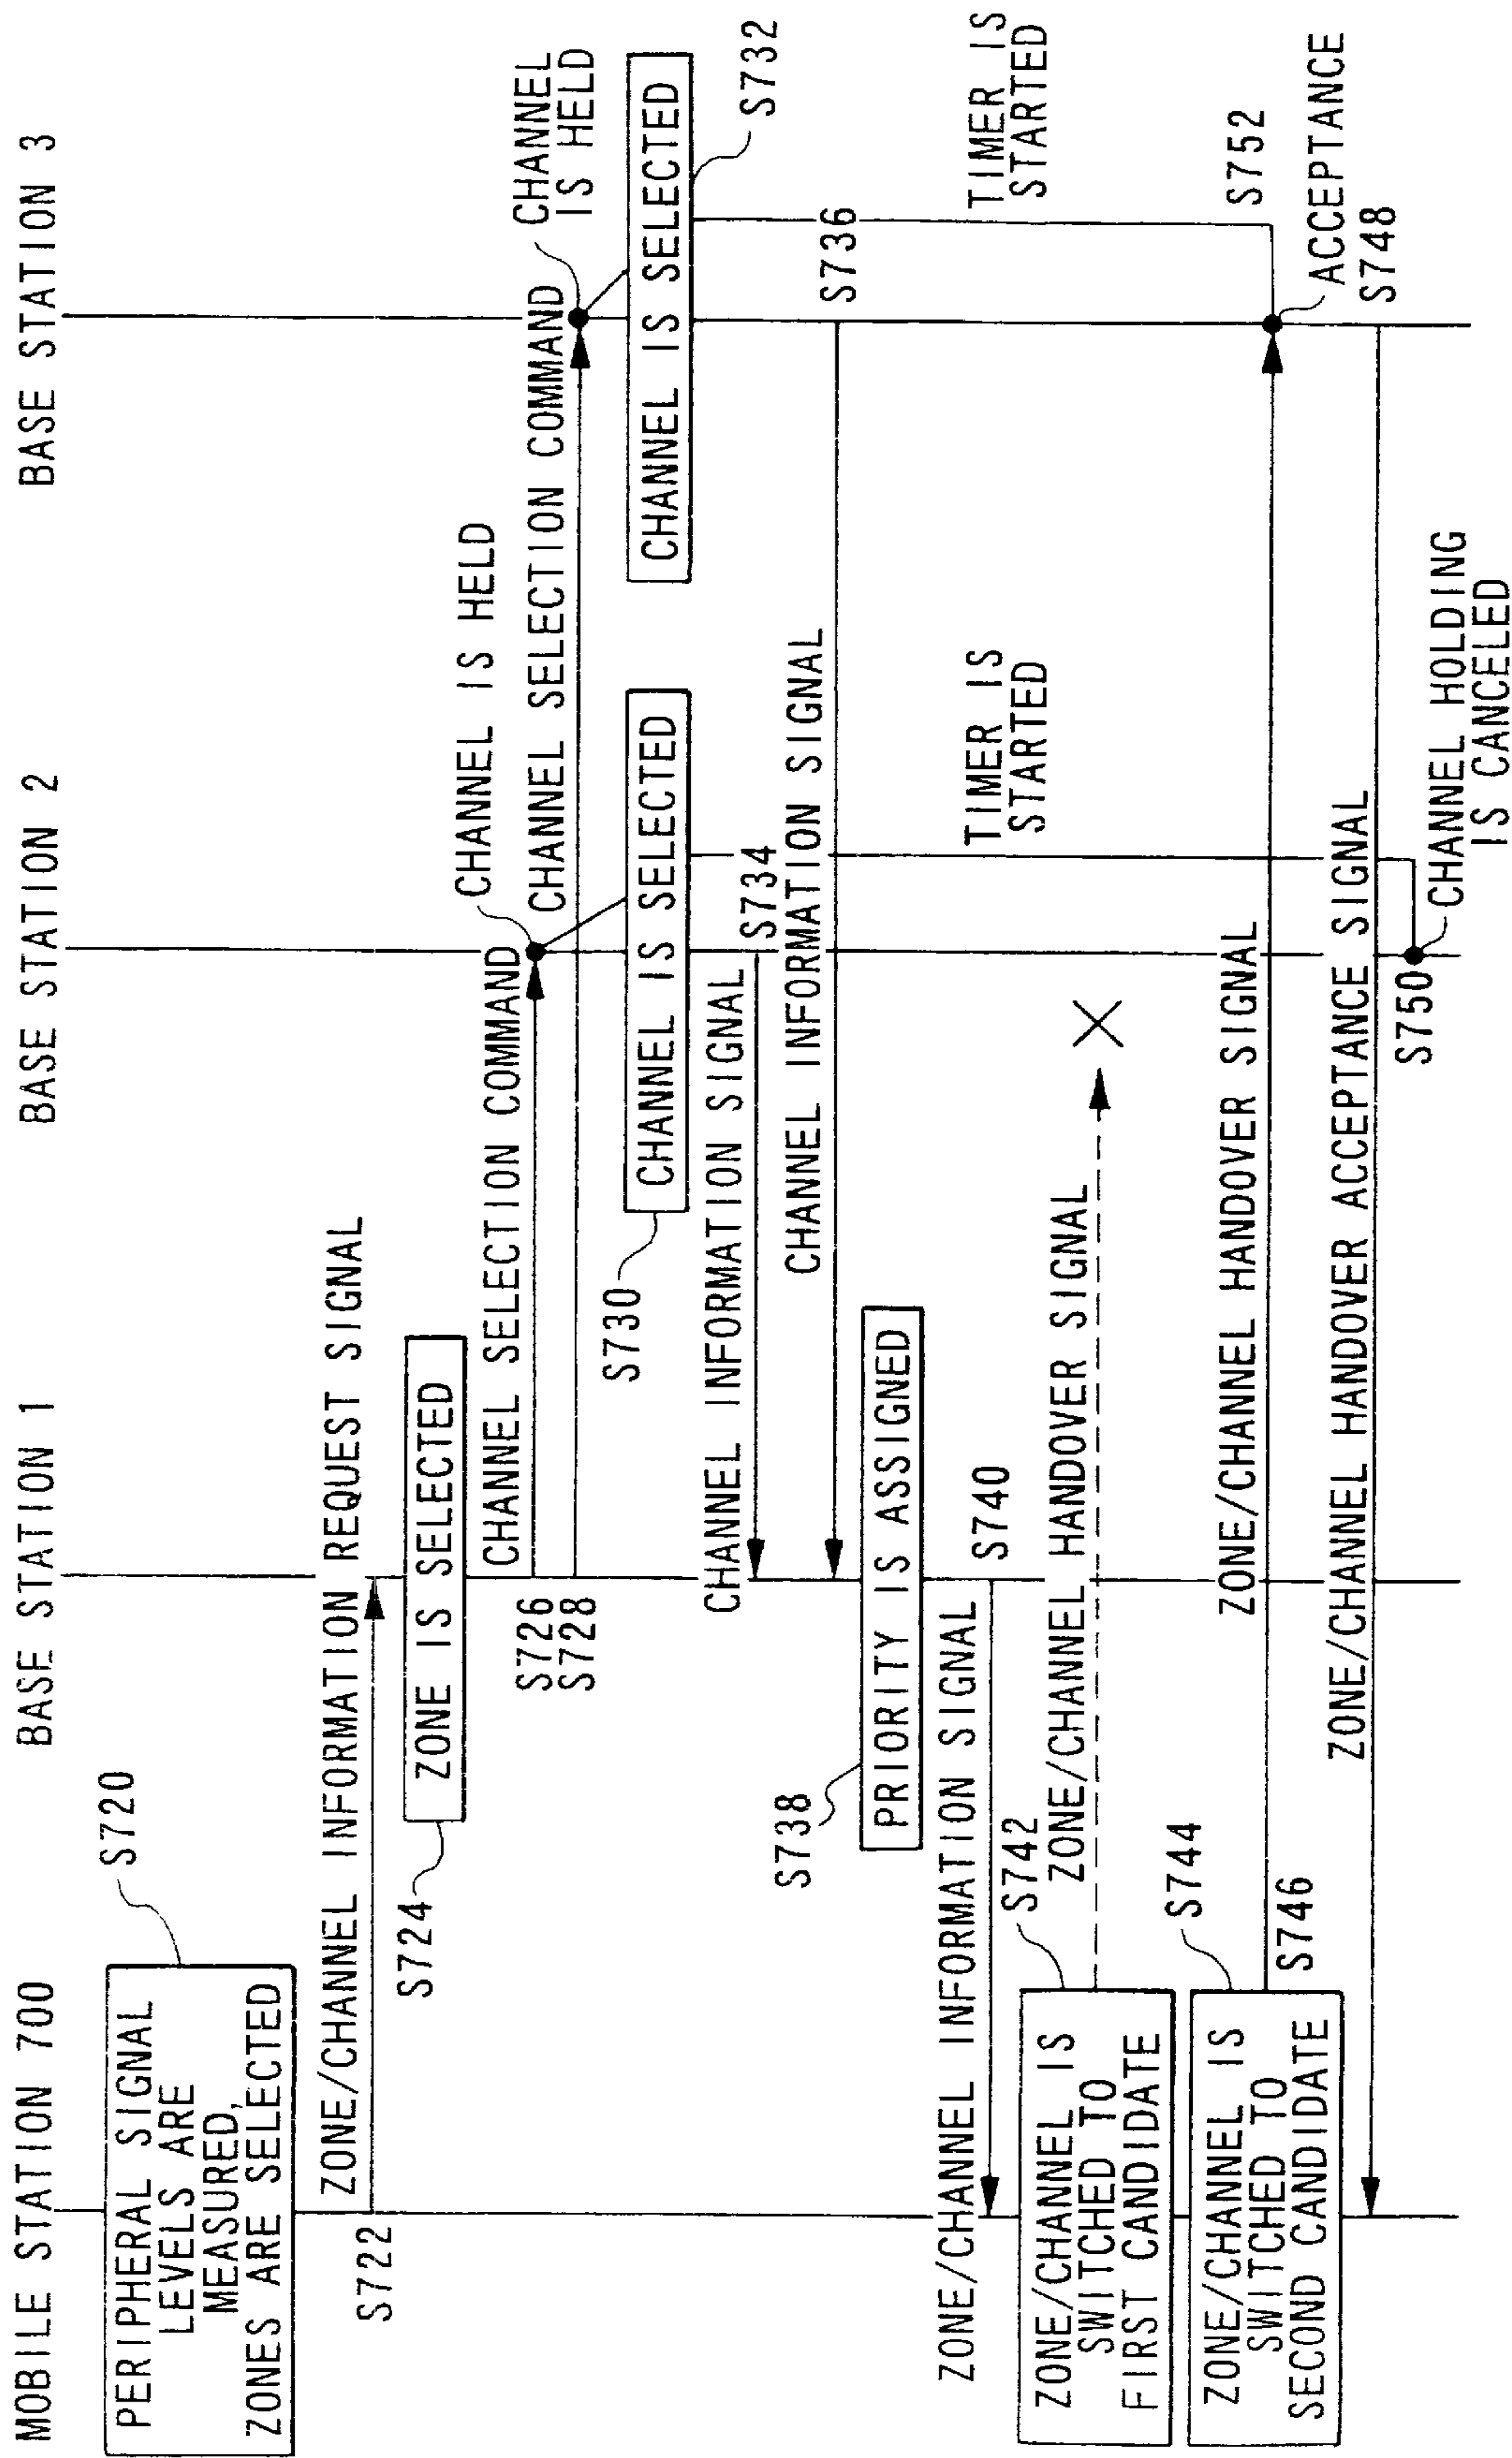 MOBILE STATION 700
BASE STATION 1
BASE STATION 2
BASE STATION 3
PERIPHERAL SIGNAL
LEVELS ARE
MEASURED,
ZONES ARE SELECTED
S720
ZONE/CHANNEL INFORMATION REQUEST SIGNAL
S722
ZONE IS SELECTED
S724
CHANNEL SELECTION COMMAND
CHANNEL IS HELD
S726
CHANNEL SELECTION COMMAND
CHANNEL
IS HELD
S728
CHANNEL IS SELECTED
S730
CHANNEL IS SELECTED
S732
CHANNEL INFORMATION SIGNAL
S734
CHANNEL INFORMATION SIGNAL
S736
PRIORITY IS ASSIGNED
S738
ZONE/CHANNEL INFORMATION SIGNAL
S740
TIMER IS
STARTED
TIMER IS
STARTED
ZONE/CHANNEL IS
SWITCHED TO
FIRST CANDIDATE
S742
ZONE/CHANNEL HANDOVER SIGNAL
ZONE/CHANNEL IS
SWITCHED TO
SECOND CANDIDATE
S744
ZONE/CHANNEL HANDOVER SIGNAL
S746
S752
ACCEPTANCE
ZONE/CHANNEL HANDOVER ACCEPTANCE SIGNAL
S748
S750
CHANNEL HOLDING
IS CANCELED